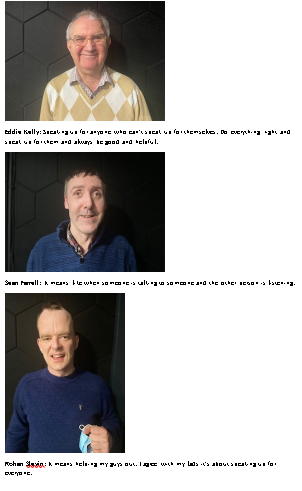 Eddie Kelly: Speaking up for anyone who can't speak up for themselves. Do everything right and
speak up for them and always be good and helpful.
Sean Farrell: It means like when someone is talking to someone and the other person is listening.
Rohan Slevin: It means helping my guys out. I agree with my lads it's about speaking up for
everyone.